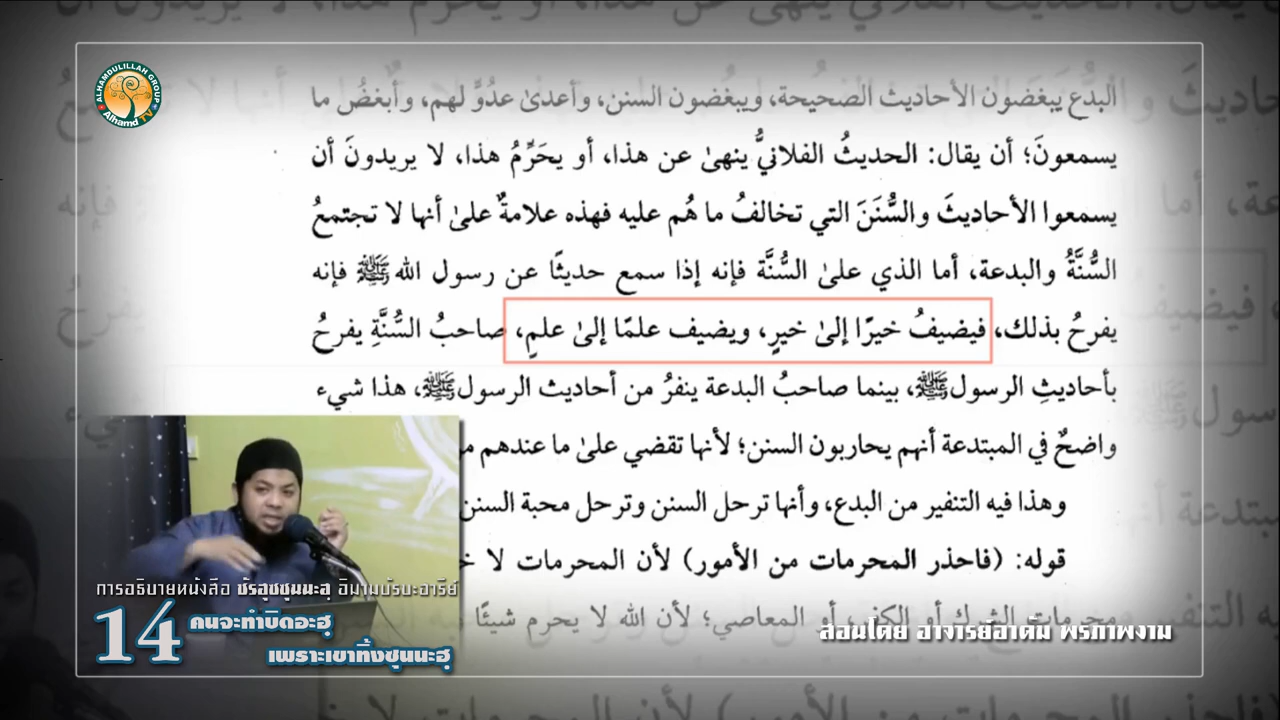 ALHAMDULILLAH GROUP
Alhamd TV
البدع يبغضون الأحاديث الصحيحة، ويبغضون السنن، وأعدىٰ عدوٍّ لهم، وأبغضُ ما
يسمعونَ؛ أن يقال: الحديثُ الفلانيُّ ينهىٰ عن هذا، أو يحَرِّمُ هذا، لا يريدونَ أن
يسمعوا الأحاديثَ والسُّنَنَ التي تخالفُ ما هُم عليه فهذه علامةٌ علىٰ أنها لا تجتمعُ
السُّنَّةُ والبدعة، أما الذي علىٰ السُّنَّة فإنه إذا سمع حديثًا عن رسول الله ﷺ فإنه
يفرحُ بذلك، فيضيفُ خيرًا إلىٰ خيرٍ، ويضيف علمًا إلىٰ علمٍ، صاحبُ السُّنَّةِ يفرحُ
بأحاديثِ الرسول ﷺ، بينما صاحبُ البدعة ينفرُ من أحاديث الرسول ﷺ، هذا شيء
واضحٌ في المبتدعة أنهم يحاربون السنن؛ لأنها تقضي علىٰ ما عندهم
وهذا فيه التنفير من البدع، وأنها ترحل السنن وترحل محبة السنن
قوله: (فاحذر المحرمات من الأمور) لأن المحرمات لا
محرمات الشرك أو الكفر، أو المعاصي؛ لأن الله لا يحرم شيئًا
การอธิบายหนังสือ ชัรฮุซซุนนะฮฺ อิมามบัรบะฮารีย์
14 คนจะทำบิดอะฮฺ
เพราะเขาทิ้งซุนนะฮฺ
สอนโดย อาจารย์อาดัม พรภาพงาม